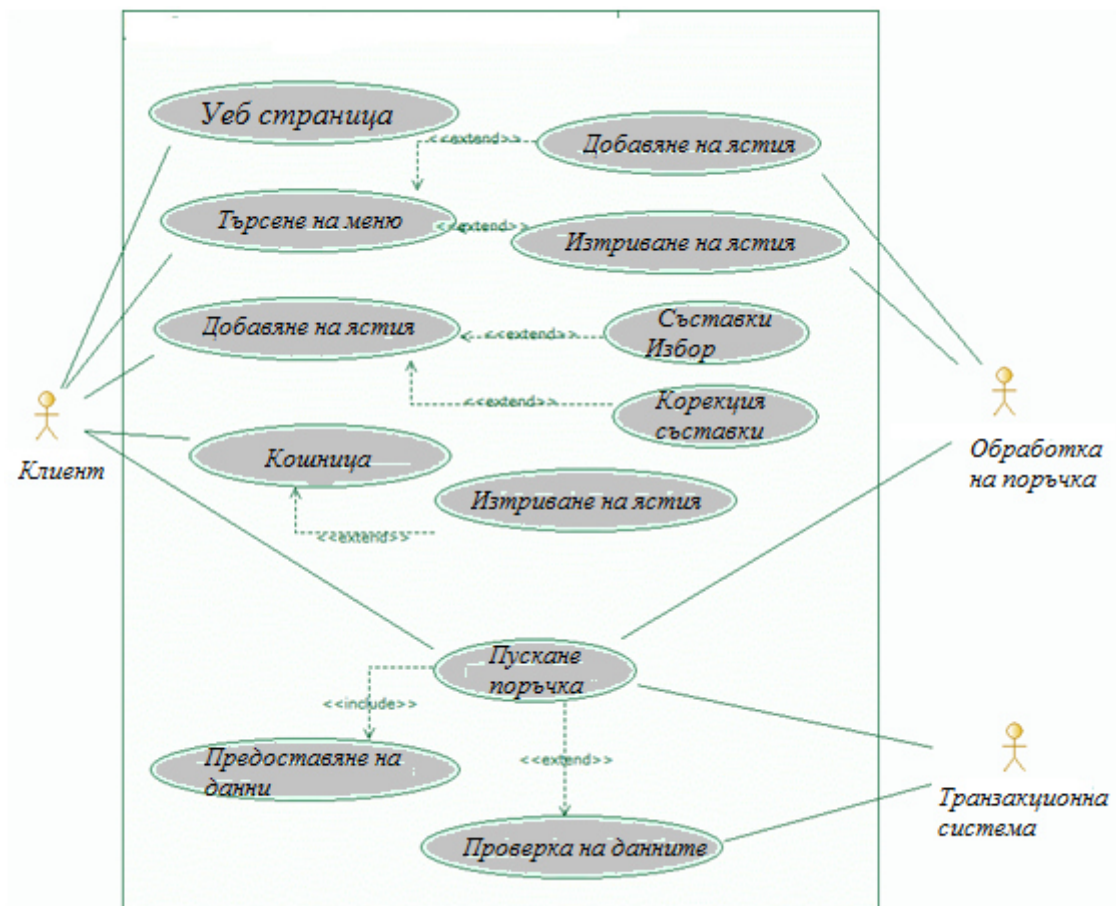 Уеб страница
<<extend>>
Добавяне на ястия
Търсене на меню
<<extend>>
Изтриване на ястия
Добавяне на ястия
<<extend>>
Съставки
Избор
<<extend>>
Корекция
съставки
Клиент
Кошница
Обработка
на поръчка
Изтриване на ястия
<<extend>>
Пускане
поръчка
<<include>>
Предоставяне на
данни
<<extend>>
Транзакционна
система
Проверка на данните